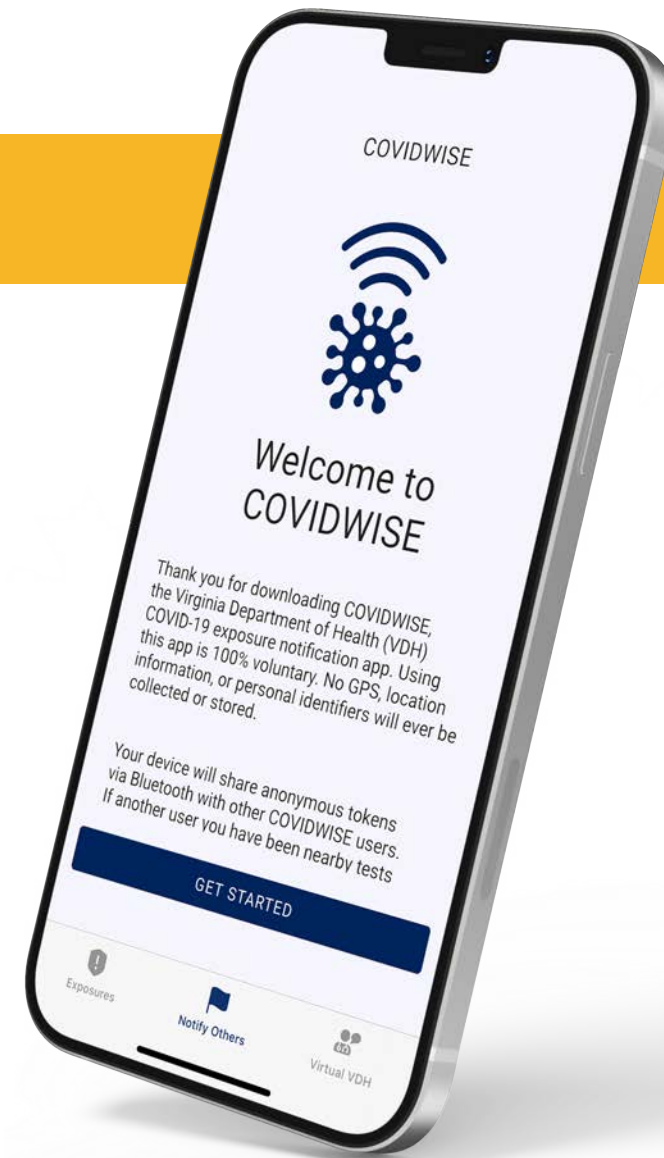 COVIDWISE
Welcome to
COVIDWISE
Thank you for downloading COVIDWISE,
the Virginia Department of Health (VDH)
COVID-19 exposure notification app. Using
this app is 100% voluntary. No GPS, location
information, or personal identifiers will ever be
collected or stored.
Your device will share anonymous tokens
via Bluetooth with other COVIDWISE users.
If another user you have been nearby tests
GET STARTED
Exposures
Notify Others
Virtual VDH